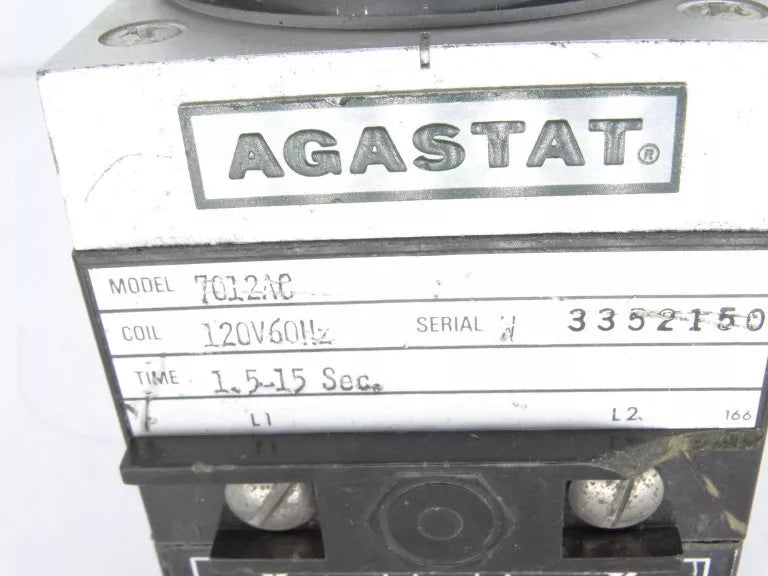 AGASTAT®
MODEL 7012AC
COIL 120V60Hz SERIAL W 3352150
TIME 1.5-15 Sec.
L1 L2 166